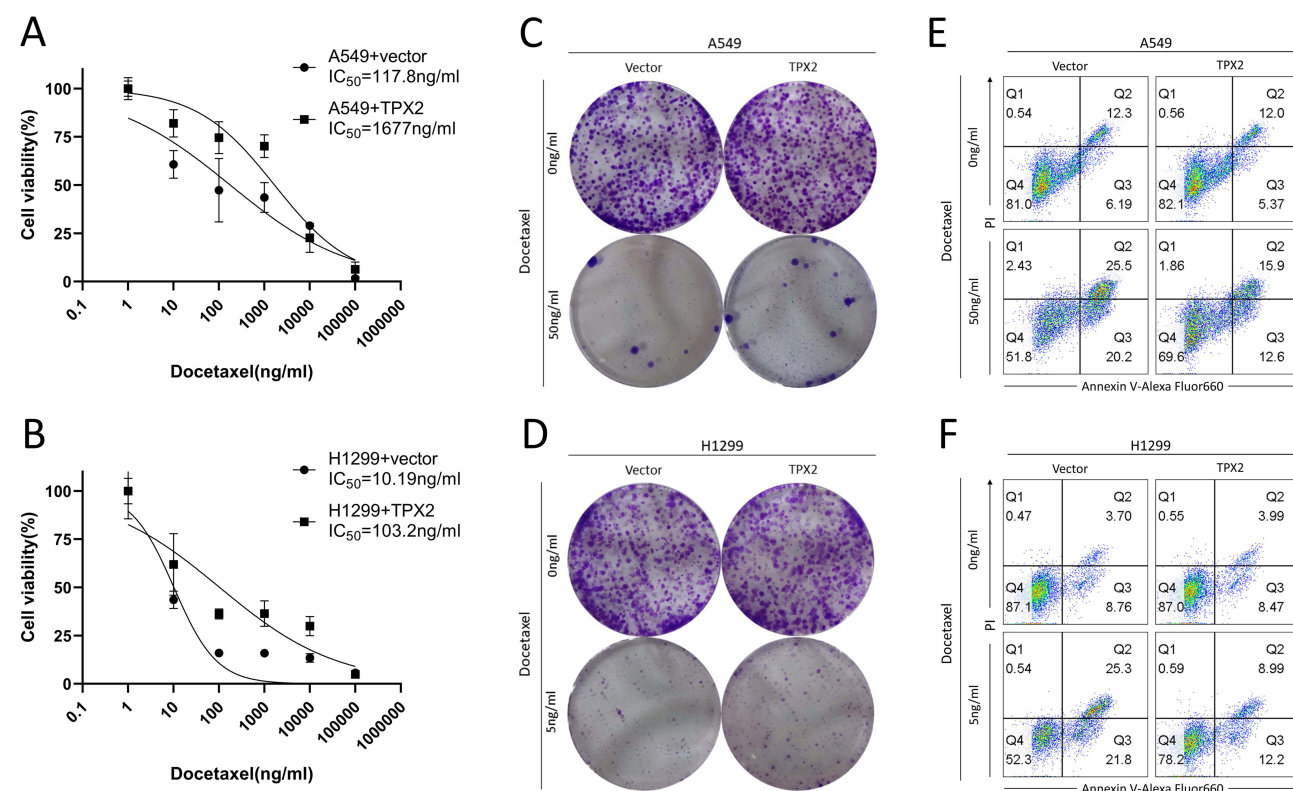 A
Cell viability(%)
100
75
50
25
0
0.1
1
10
100
1000
10000
100000
1000000
Docetaxel(ng/ml)
A549+vector
IC50=117.8ng/ml
A549+TPX2
IC50=1677ng/ml
B
Cell viability(%)
100
75
50
25
0
0.1
1
10
100
1000
10000
100000
1000000
Docetaxel(ng/ml)
H1299+vector
IC50=10.19ng/ml
H1299+TPX2
IC50=103.2ng/ml
C
A549
Vector
TPX2
Docetaxel
0ng/ml
50ng/ml
D
H1299
Vector
TPX2
Docetaxel
0ng/ml
5ng/ml
E
A549
Vector
TPX2
Docetaxel
0ng/ml
50ng/ml
PI
Q1
0.54
Q2
12.3
Q4
81.0
Q3
6.19
Q1
0.56
Q2
12.0
Q4
82.1
Q3
5.37
Q1
2.43
Q2
25.5
Q4
51.8
Q3
20.2
Q1
1.86
Q2
15.9
Q4
69.6
Q3
12.6
Annexin V-Alexa Fluor660
F
H1299
Vector
TPX2
Docetaxel
0ng/ml
5ng/ml
PI
Q1
0.47
Q2
3.70
Q4
87.1
Q3
8.76
Q1
0.55
Q2
3.99
Q4
87.0
Q3
8.47
Q1
0.54
Q2
25.3
Q4
52.3
Q3
21.8
Q1
0.59
Q2
8.99
Q4
78.2
Q3
12.2
Annexin V-Alexa Fluor660